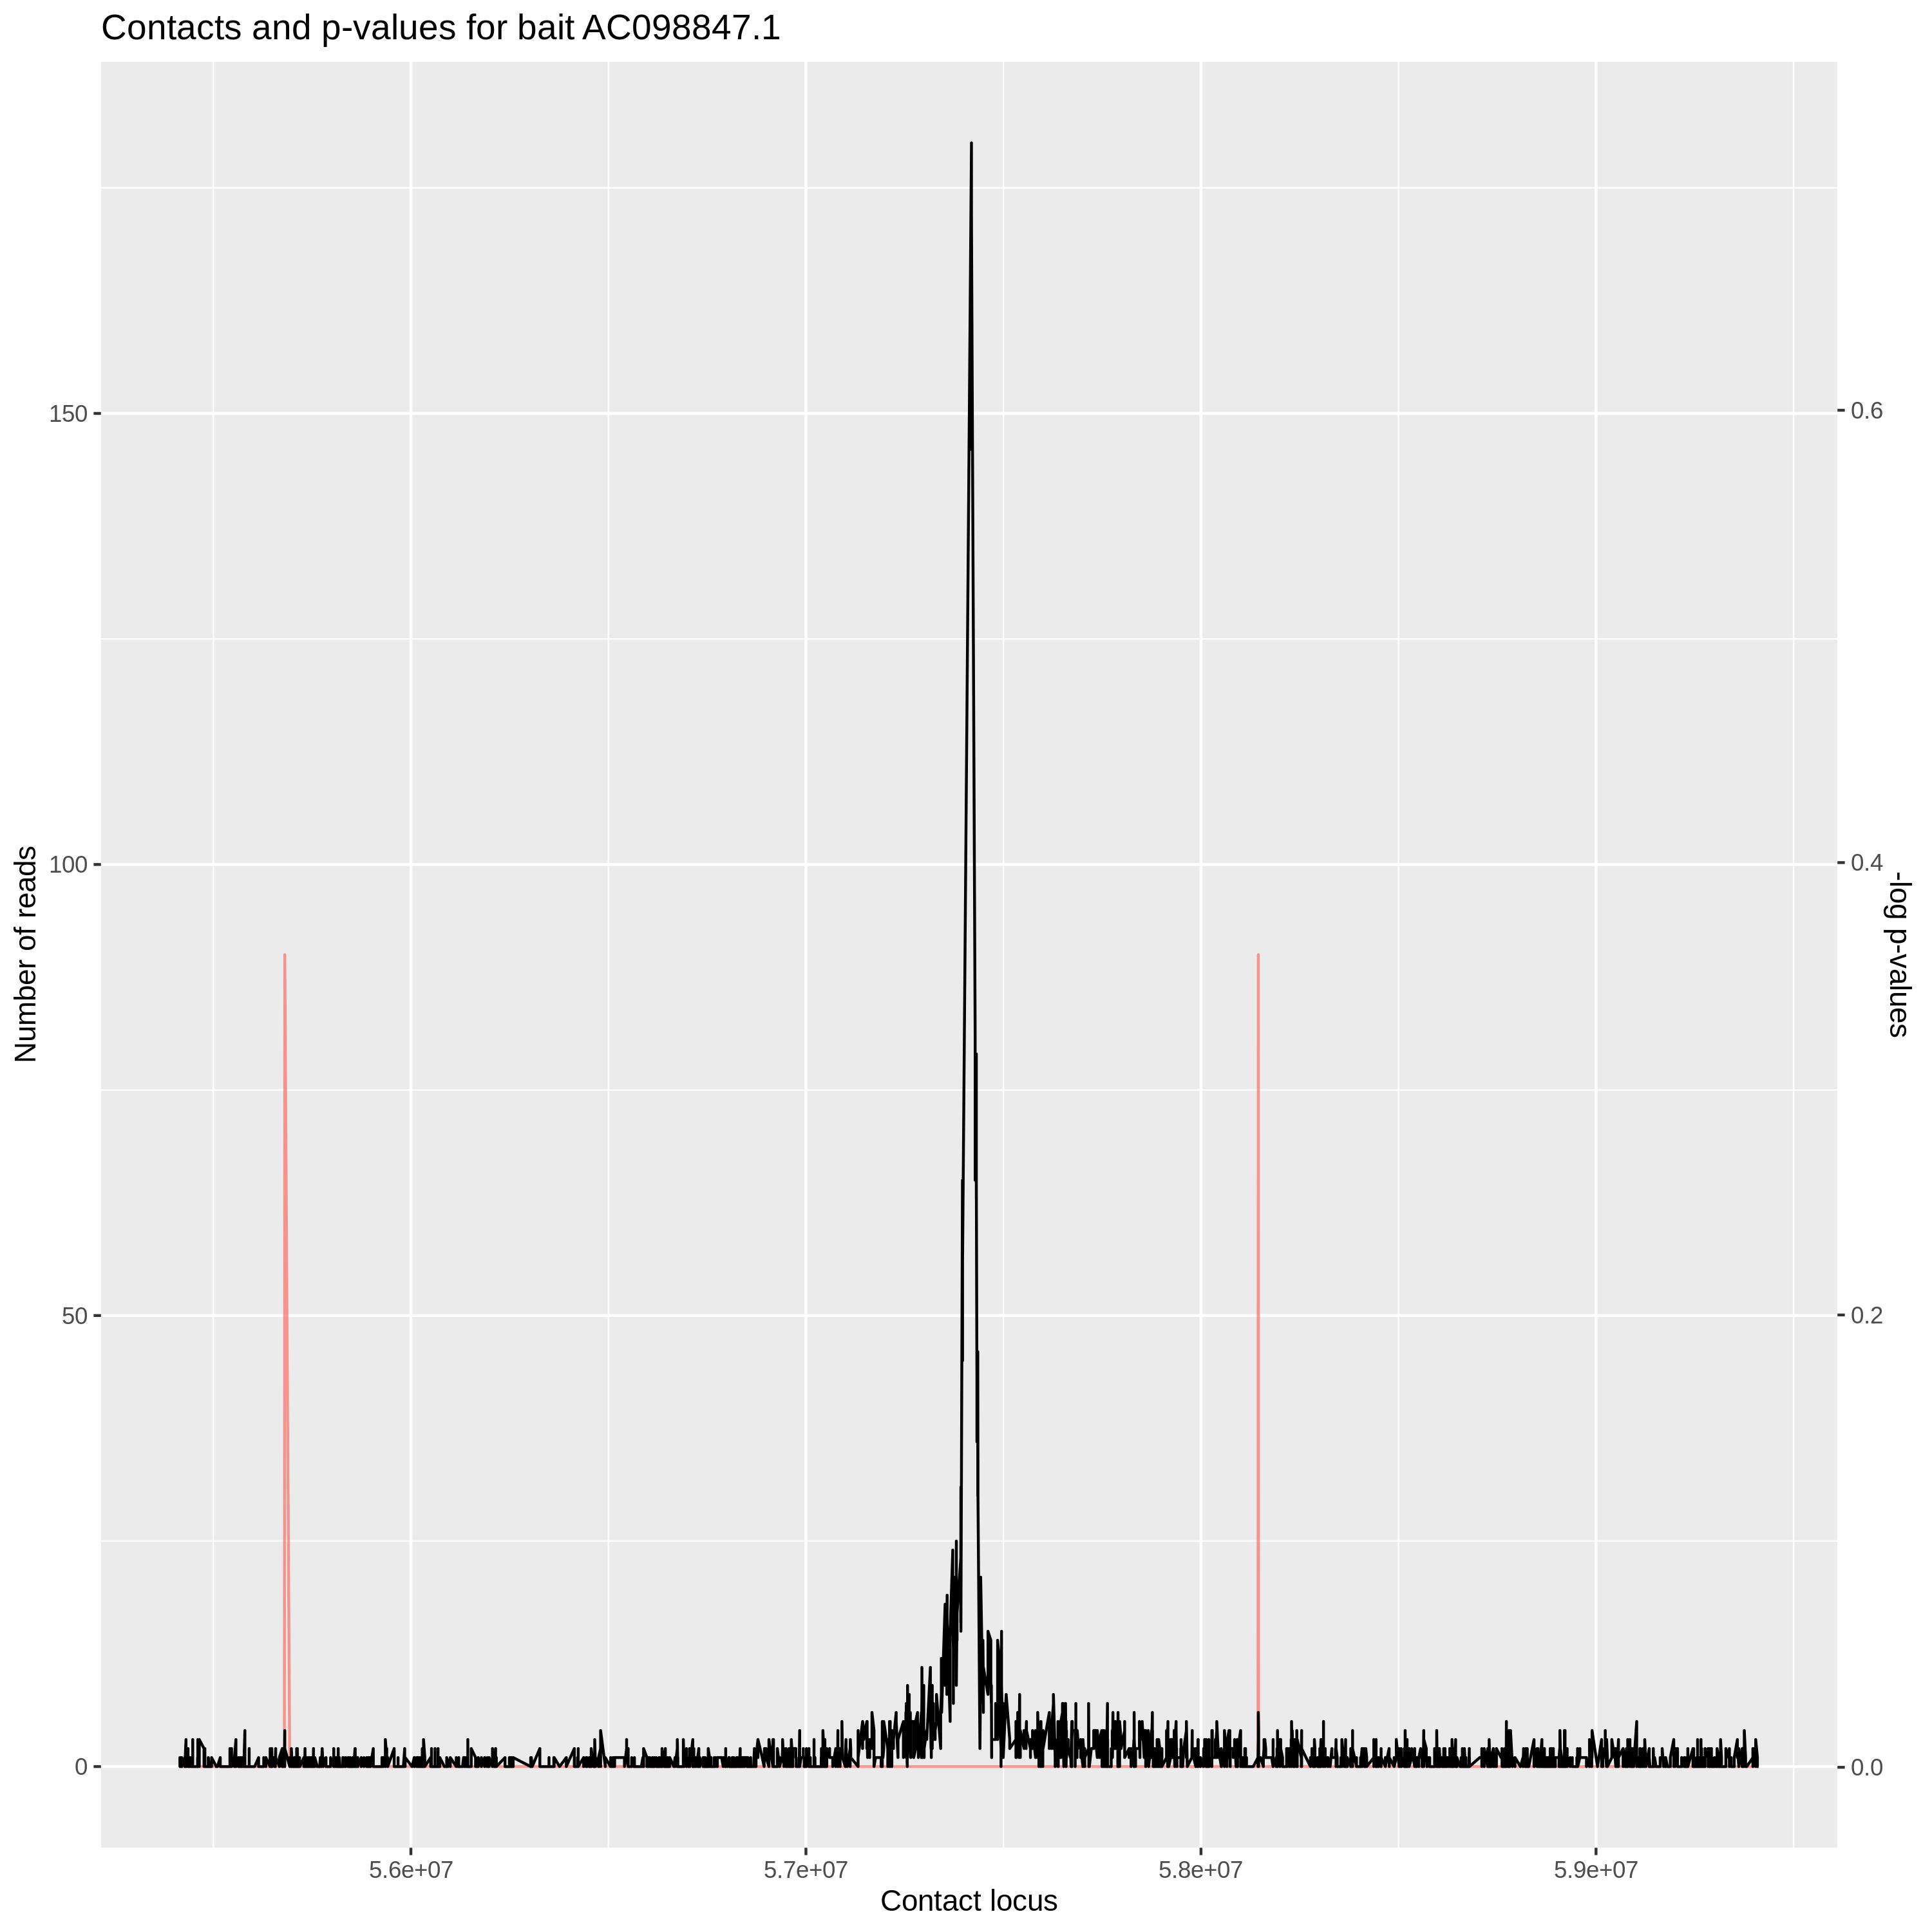 Contacts and p-values for bait AC098847.1
Number of reads
150
100
50
0
0.6
0.4
0.2
0.0
-log p-values
5.6e+07
5.7e+07
5.8e+07
5.9e+07
Contact locus